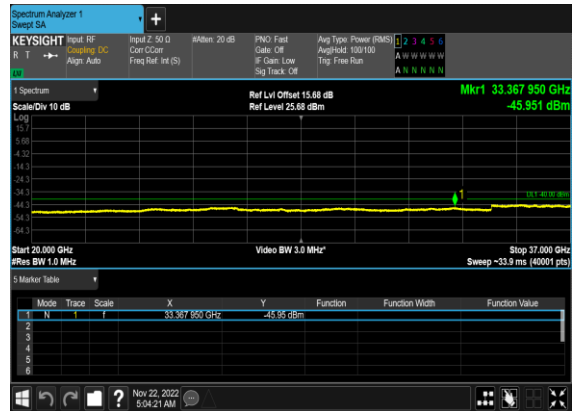 Spectrum Analyzer 1
Swept SA
+
KEYSIGHT Input: RF Input Z: 50 Ω #Atten: 20 dB PNO: Fast Avg Type: Power (RMS) 1 2 3 4 5 6
R T Coupling: DC Corr CCorr Gate: Off Avg|Hold: 100/100 A W W W W W
Align: Auto Freq Ref: Int (S) IF Gain: Low Trig: Free Run
Sig Track: Off A N N N N N
1 Spectrum Ref Lvl Offset 15.68 dB Mkr1 33.367 950 GHz
Scale/Div 10 dB Ref Level 25.68 dBm -45.951 dBm
Log
15.7
5.68
-4.32
-14.3
-24.3
-34.3 1 DL1 -40.00 dBm
-44.3
-54.3
-64.3
Start 20.000 GHz Video BW 3.0 MHz* Stop 37.000 GHz
#Res BW 1.0 MHz Sweep ~33.9 ms (40001 pts)
5 Marker Table
Mode Trace Scale X Y Function Function Width Function Value
1 N 1 f 33.367 950 GHz -45.95 dBm
2
3
4
5
6
? Nov 22, 2022
5:04:21 AM